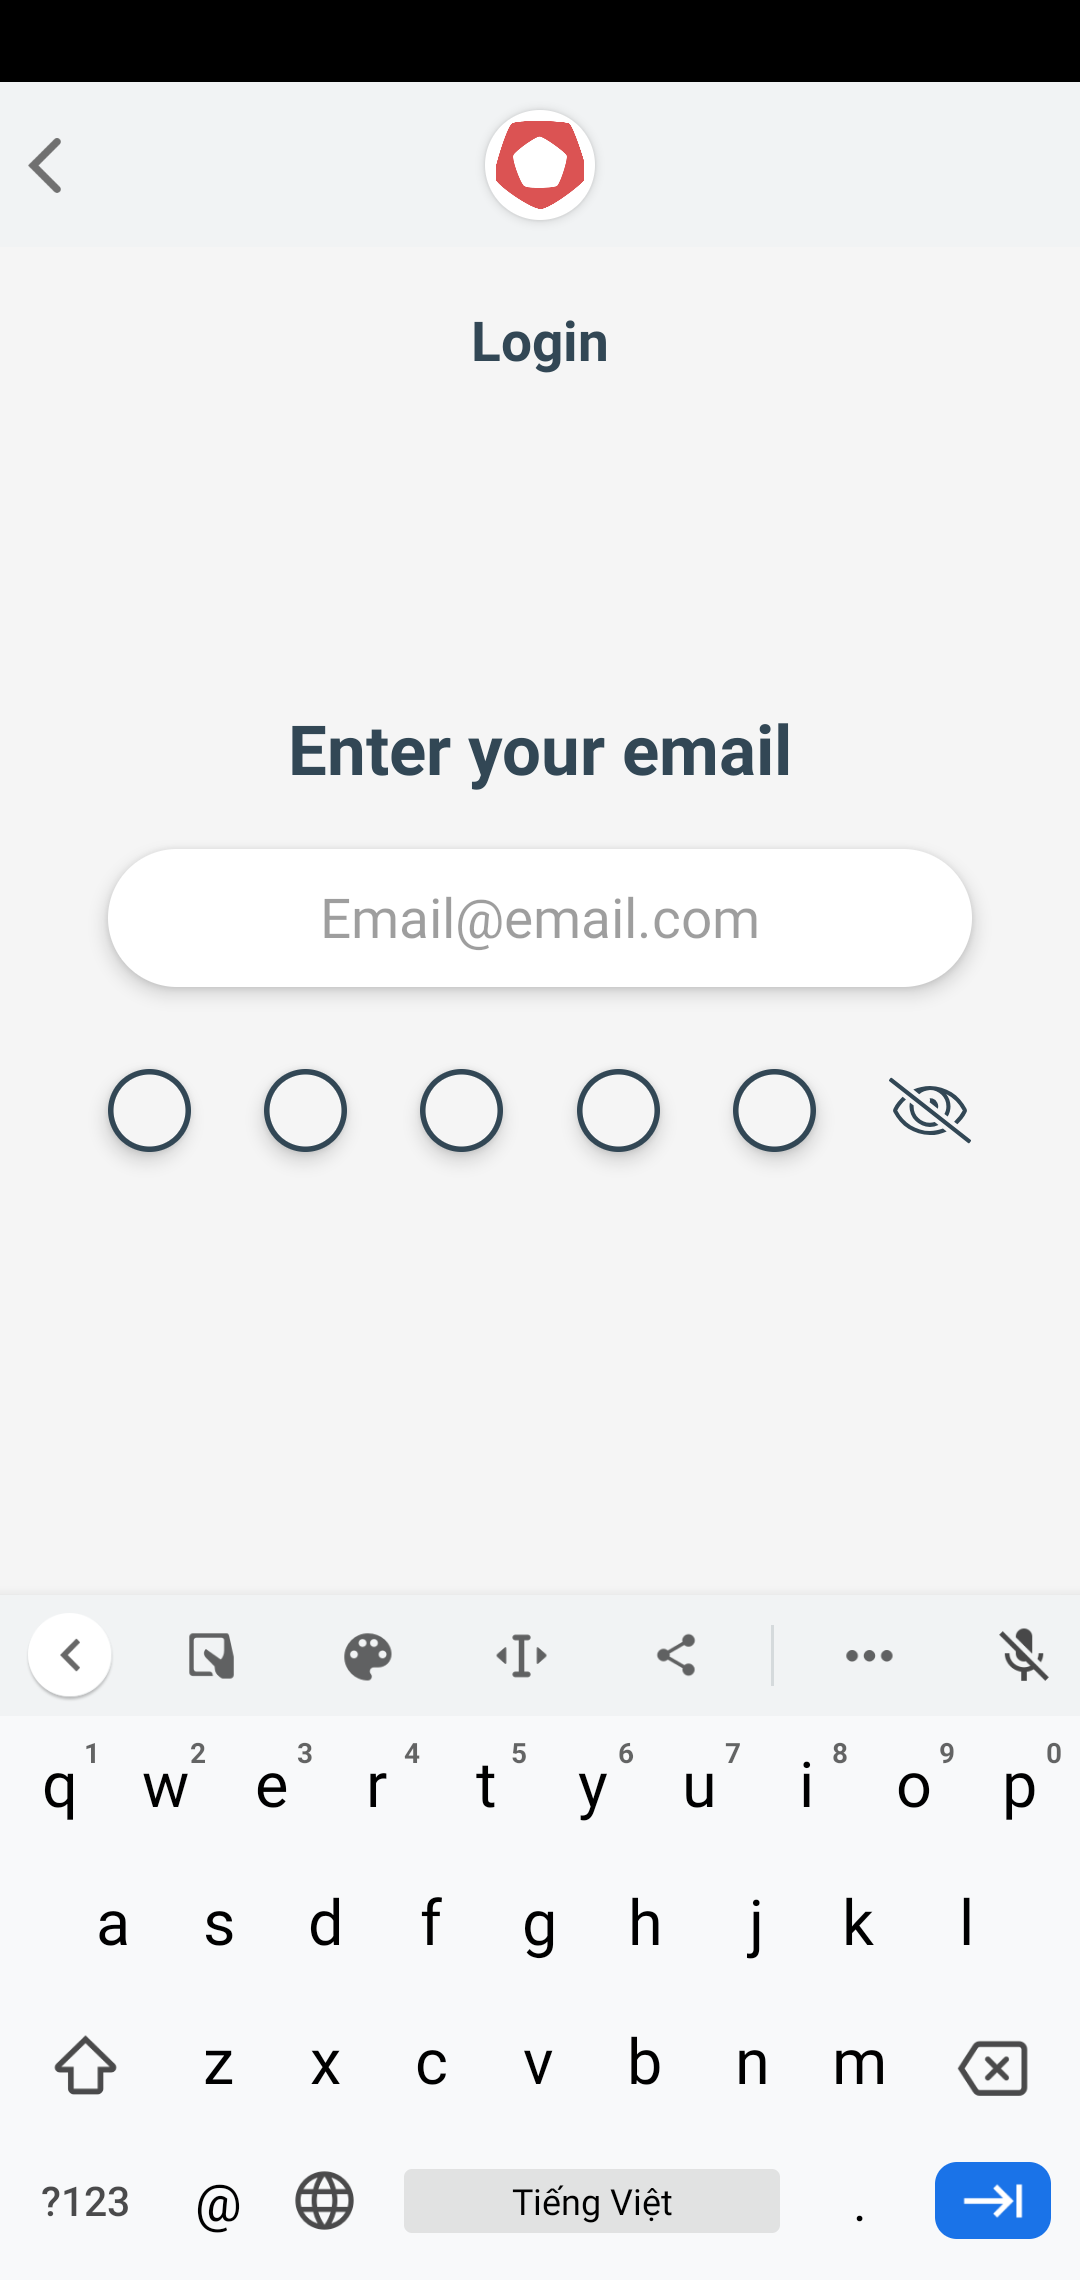 Login
Enter your email
Email@email.com
q 1 w 2 e 3 r 4 t 5 y 6 u 7 i 8 o 9 p 0
a s d f g h j k l
z x c v b n m
?123 @ Tiếng Việt .